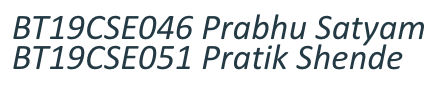 BT19CSE046 Prabhu Satyam
BT19CSE051 Pratik Shende